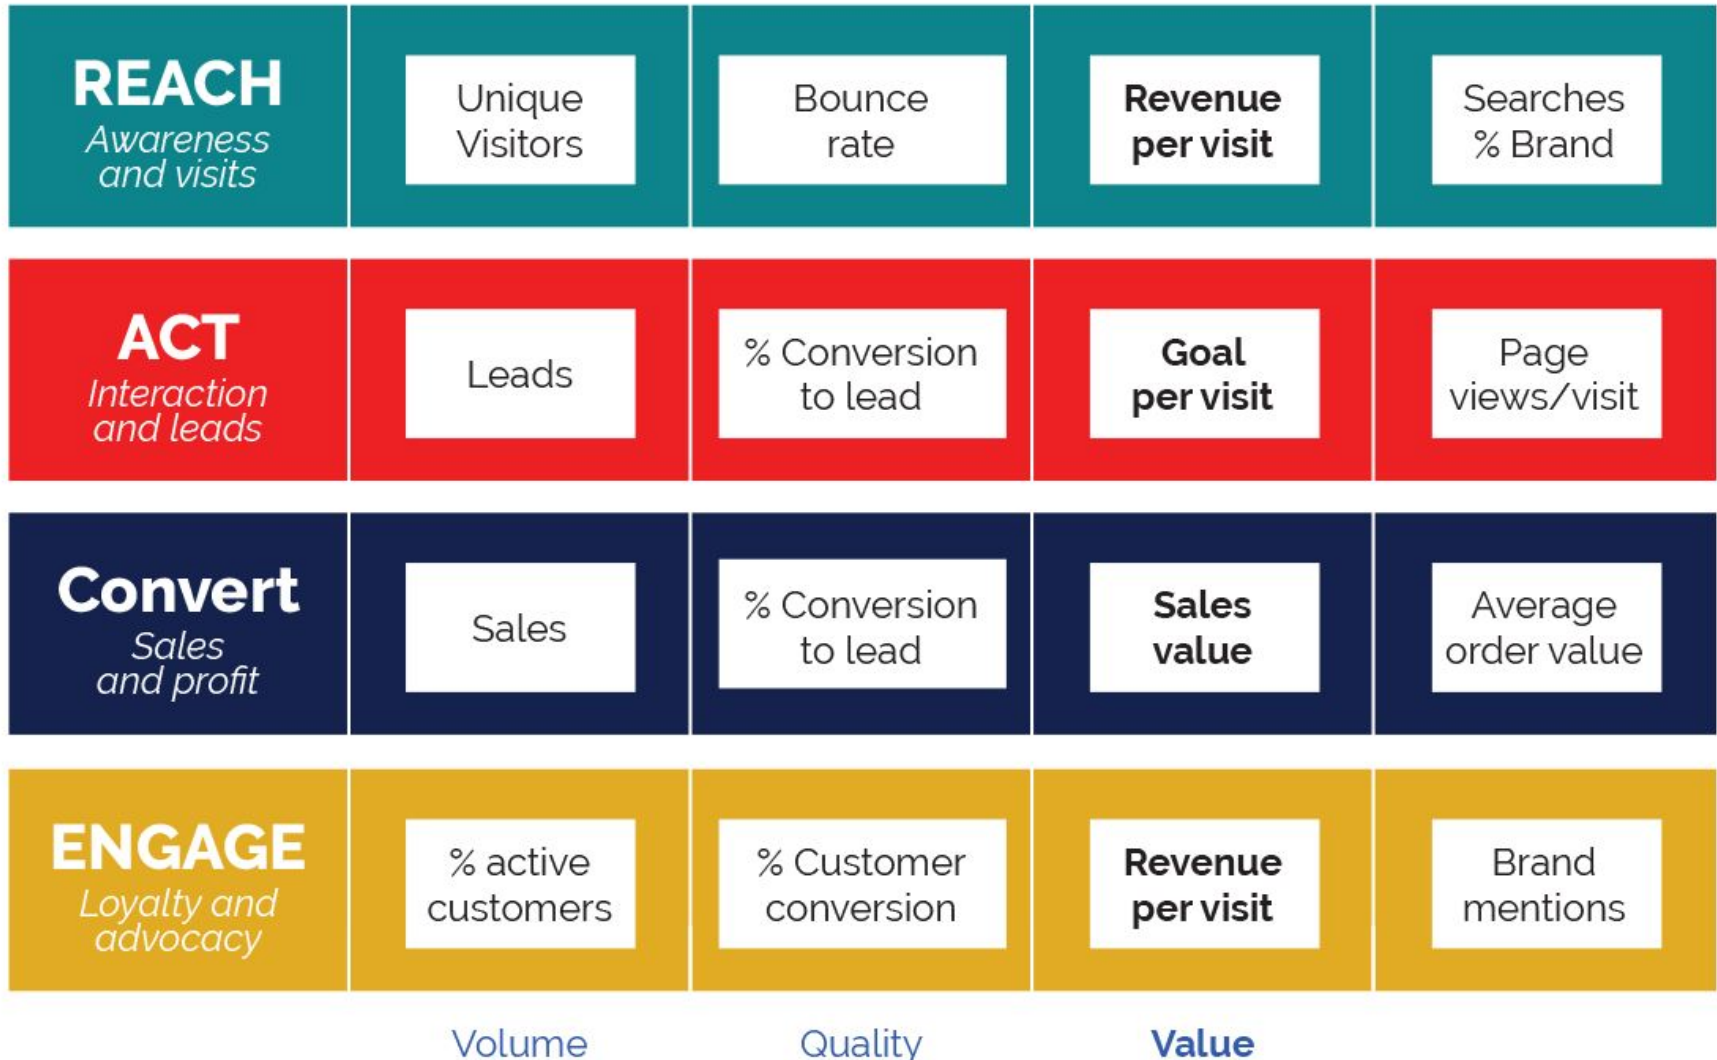 REACH
Awareness
and visits
Unique
Visitors
Bounce
rate
Revenue
per visit
Searches
% Brand
ACT
Interaction
and leads
Leads
% Conversion
to lead
Goal
per visit
Page
views/visit
Convert
Sales
and profit
Sales
% Conversion
to lead
Sales
value
Average
order value
ENGAGE
Loyalty and
advocacy
% active
customers
% Customer
conversion
Revenue
per visit
Brand
mentions
Volume
Quality
Value